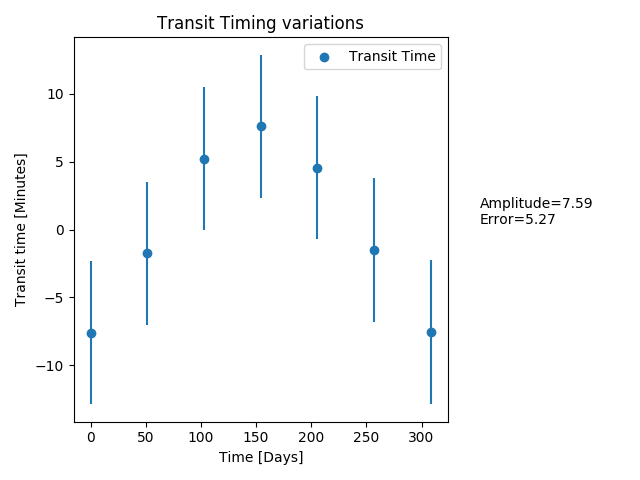 Transit Timing variations
Transit Time
Transit time [Minutes]
10
5
0
−5
−10
0
50
100
150
200
250
300
Time [Days]
Amplitude=7.59
Error=5.27